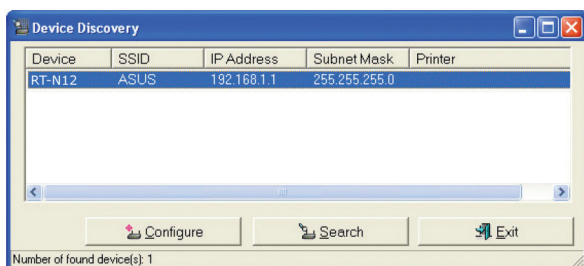 Device Discovery
Device SSID IP Address Subnet Mask Printer
RT-N12 ASUS 192.168.1.1 255.255.255.0
Configure Search Exit
Number of found device(s): 1